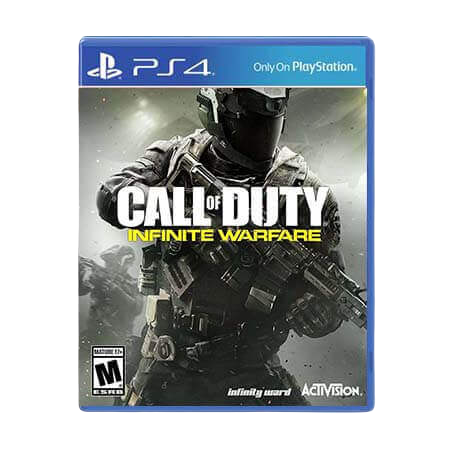 PS4
Only On PlayStation®
CALL OF DUTY
INFINITE WARFARE
MATURE 17+
M
ESRB
infinity ward
ACTIVISION®